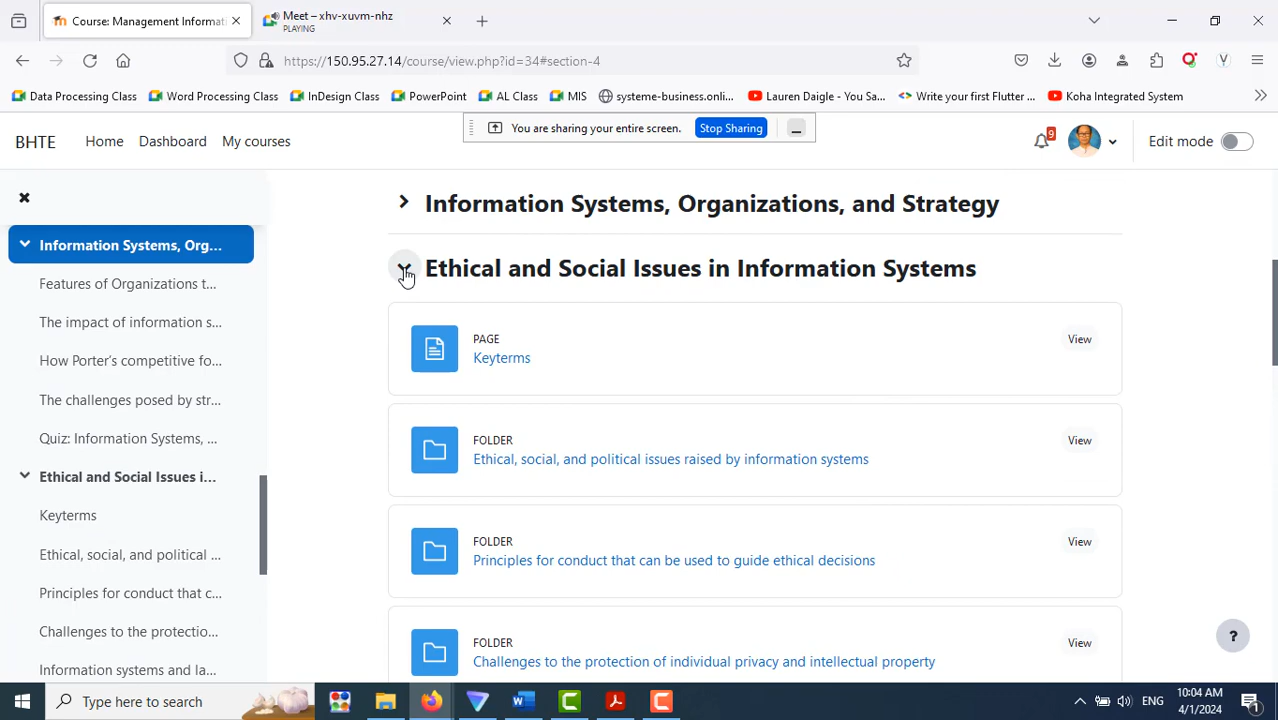 Course: Management Informati
Meet – xhv-xuvm-nhz
PLAYING
https://150.95.27.14/course/view.php?id=34#section-4
Data Processing Class
Word Processing Class
InDesign Class
PowerPoint
AL Class
MIS
systeme-business.onli...
Lauren Daigle - You Sa...
Write your first Flutter ...
Koha Integrated System
You are sharing your entire screen.
Stop Sharing
BHTE
Home
Dashboard
My courses
9
Edit mode
Information Systems, Org...
Features of Organizations t...
The impact of information s...
How Porter's competitive fo...
The challenges posed by str...
Quiz: Information Systems, ...
Ethical and Social Issues i...
Keyterms
Ethical, social, and political ...
Principles for conduct that c...
Challenges to the protectio...
Information systems and la...
Information Systems, Organizations, and Strategy
Ethical and Social Issues in Information Systems
PAGE
Keyterms
View
FOLDER
Ethical, social, and political issues raised by information systems
View
FOLDER
Principles for conduct that can be used to guide ethical decisions
View
FOLDER
Challenges to the protection of individual privacy and intellectual property
View
?
Type here to search
ENG
10:04 AM
4/1/2024
1